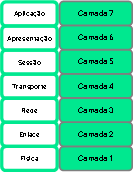 Aplicação Camada 7
Apresentação Camada 6
Sessão Camada 5
Transporte Camada 4
Rede Camada 3
Enlace Camada 2
Física Camada 1